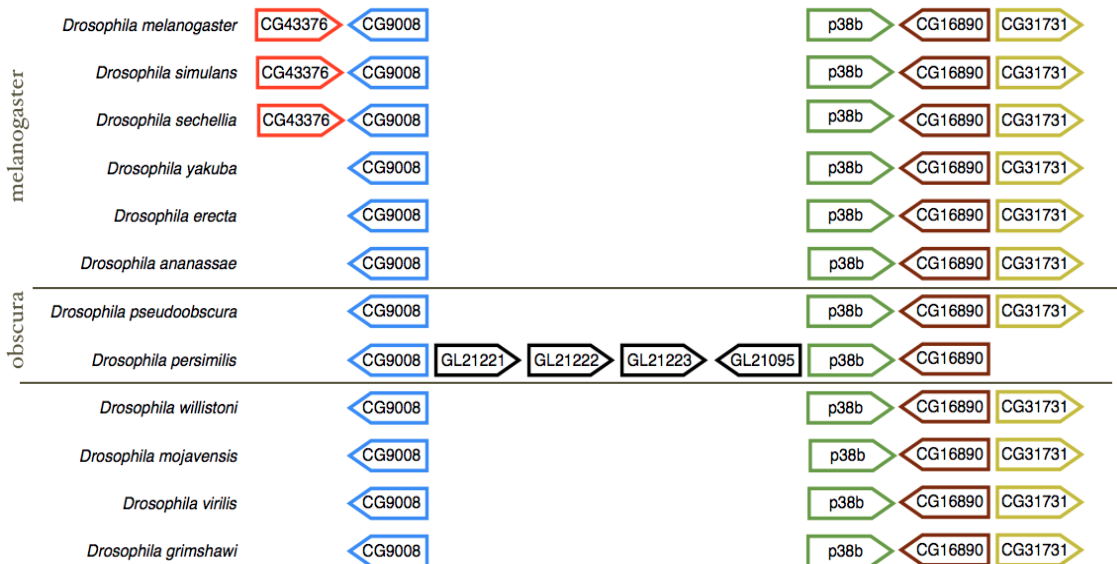 Drosophila melanogaster CG43376 CG9008 p38b CG16890 CG31731
Drosophila simulans CG43376 CG9008 p38b CG16890 CG31731
Drosophila sechellia CG43376 CG9008 p38b CG16890 CG31731
Drosophila yakuba CG9008 p38b CG16890 CG31731
Drosophila erecta CG9008 p38b CG16890 CG31731
Drosophila ananassae CG9008 p38b CG16890 CG31731
melanogaster
Drosophila pseudoobscura CG9008 p38b CG16890 CG31731
Drosophila persimilis CG9008 GL21221 GL21222 GL21223 GL21095 p38b CG16890
obscura
Drosophila willistoni CG9008 p38b CG16890 CG31731
Drosophila mojavensis CG9008 p38b CG16890 CG31731
Drosophila virilis CG9008 p38b CG16890 CG31731
Drosophila grimshawi CG9008 p38b CG16890 CG31731